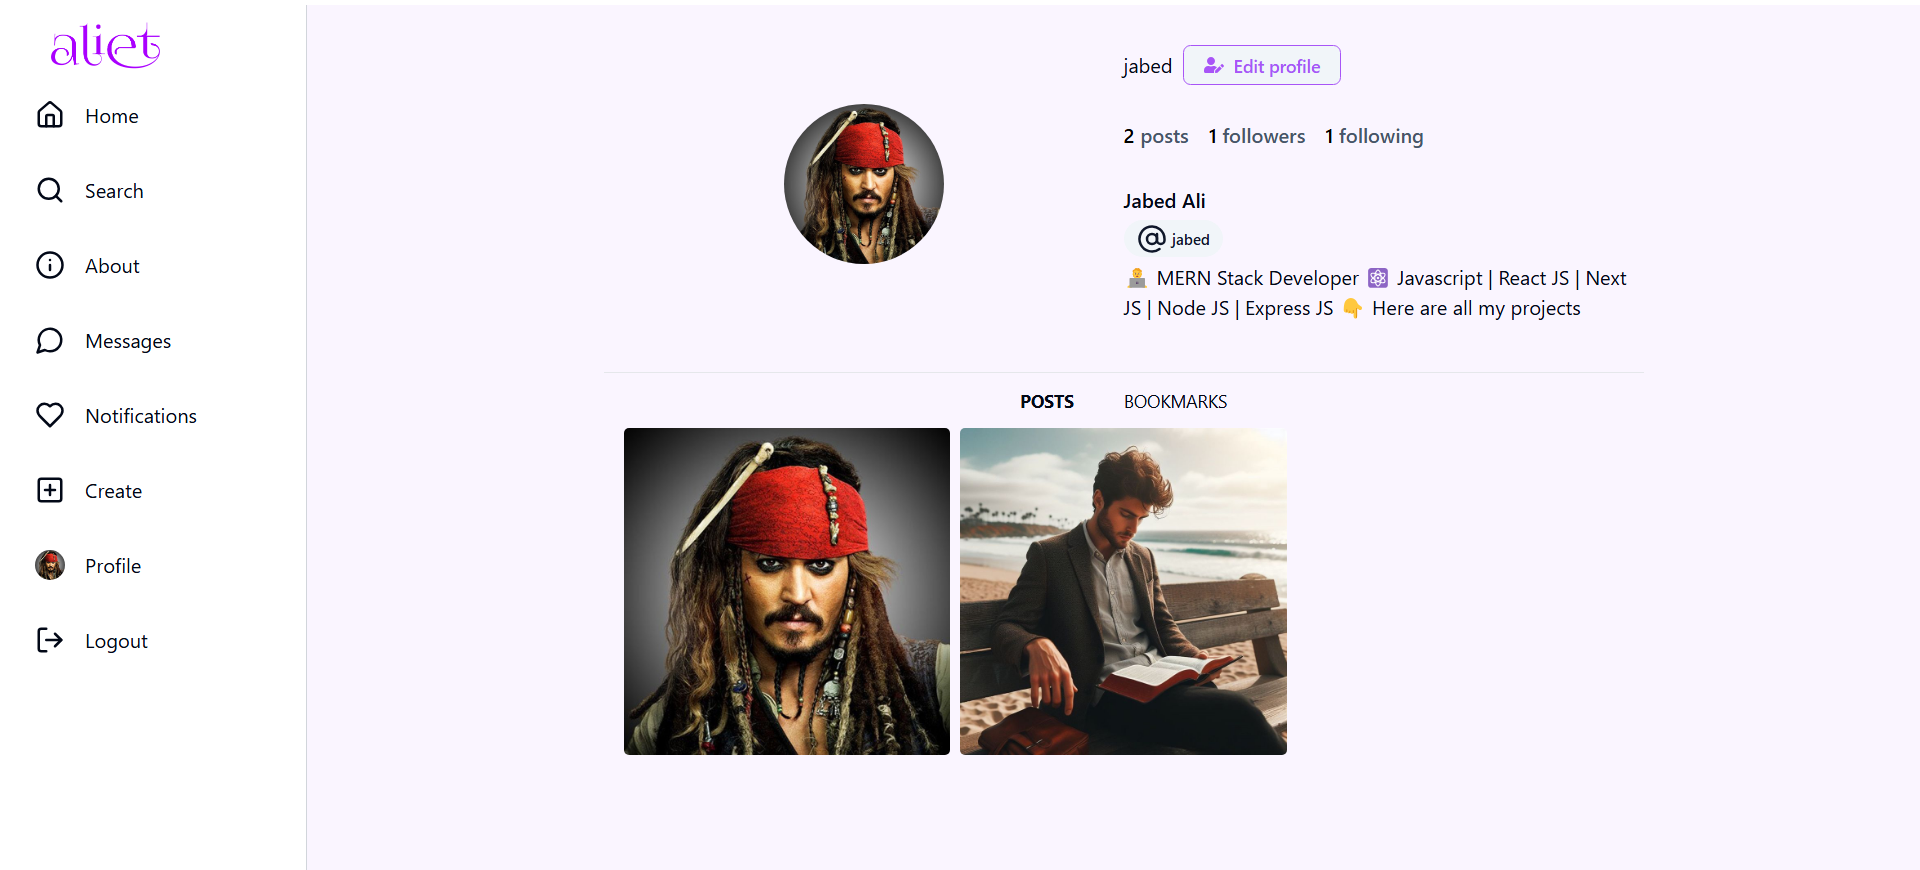 aliet
Home
Search
About
Messages
Notifications
Create
Profile
Logout
jabed Edit profile
2 posts 1 followers 1 following
Jabed Ali
@ jabed
👨‍💻 MERN Stack Developer ⚛️ Javascript | React JS | Next
JS | Node JS | Express JS 👇 Here are all my projects
POSTS BOOKMARKS